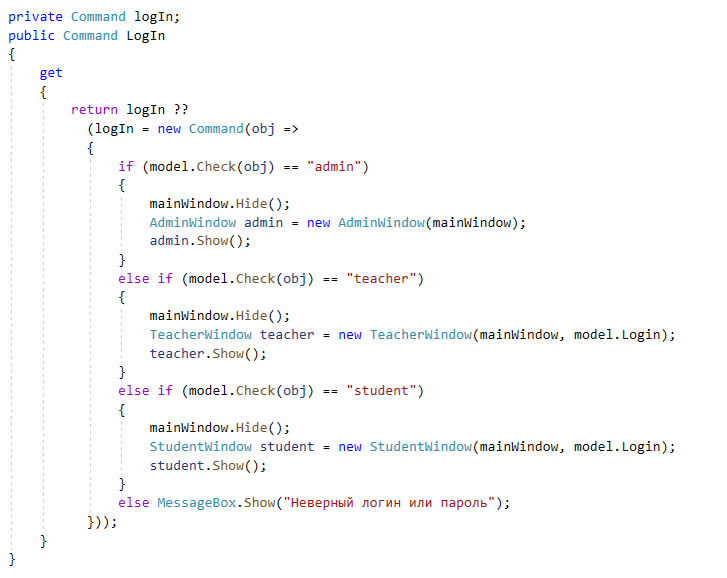 private Command logIn;
public Command LogIn
{
    get
    {
        return logIn ??
          (logIn = new Command(obj =>
          {
              if (model.Check(obj) == "admin")
              {
                  mainWindow.Hide();
                  AdminWindow admin = new AdminWindow(mainWindow);
                  admin.Show();
              }
              else if (model.Check(obj) == "teacher")
              {
                  mainWindow.Hide();
                  TeacherWindow teacher = new TeacherWindow(mainWindow, model.Login);
                  teacher.Show();
              }
              else if (model.Check(obj) == "student")
              {
                  mainWindow.Hide();
                  StudentWindow student = new StudentWindow(mainWindow, model.Login);
                  student.Show();
              }
              else MessageBox.Show("Неверный логин или пароль");
          }));
    }
}